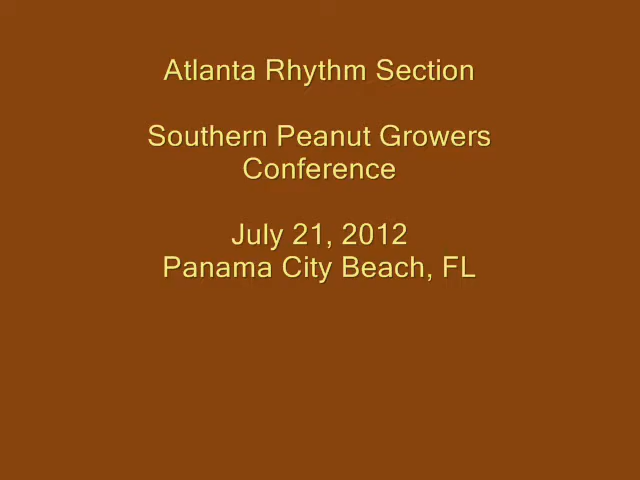 Atlanta Rhythm Section
Southern Peanut Growers
Conference
July 21, 2012
Panama City Beach, FL